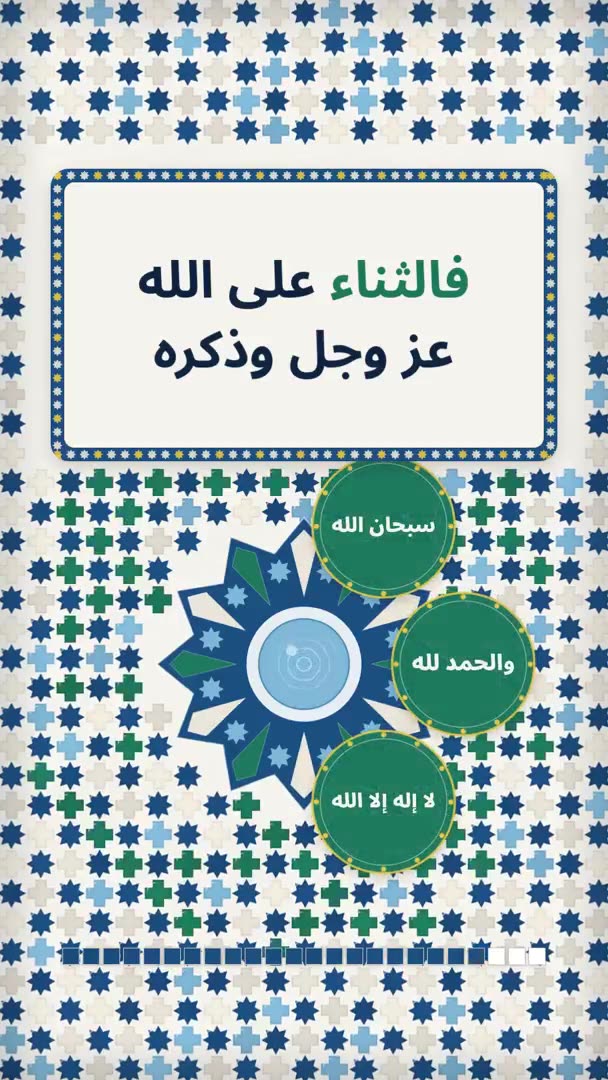 فالثناء على الله
عز وجل وذكره
سبحان الله
والحمد لله
لا إله إلا الله